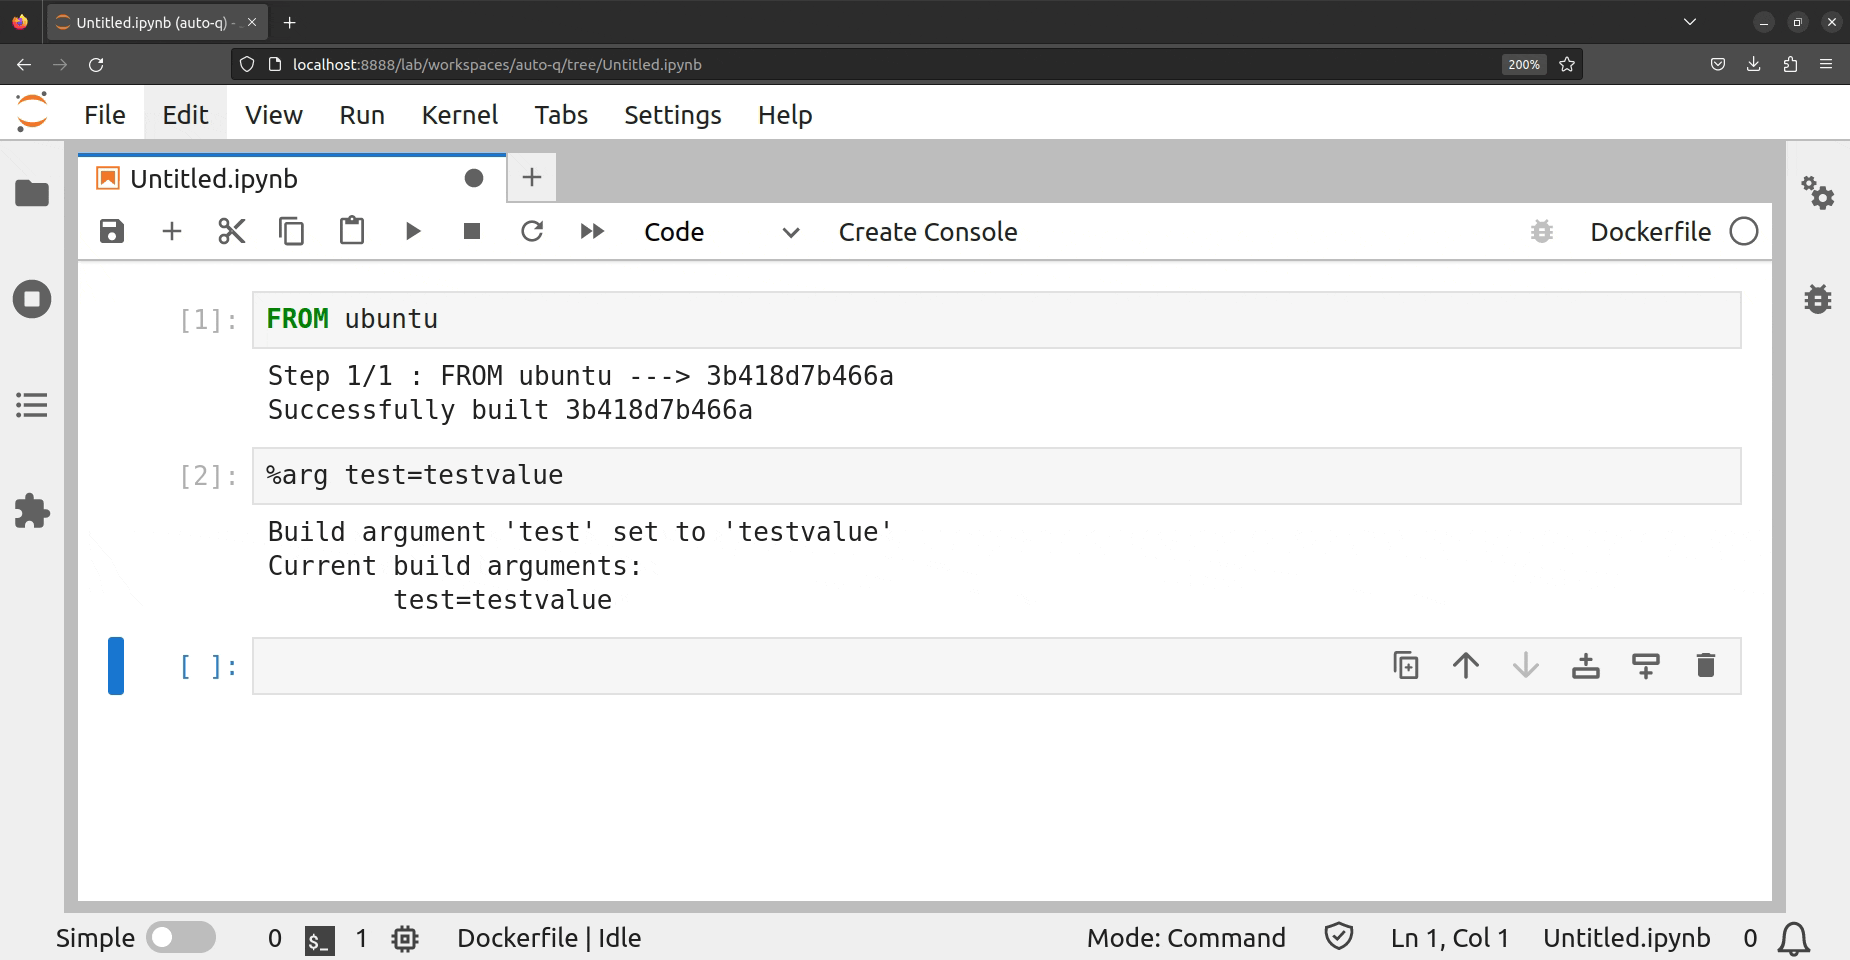 Untitled.ipynb (auto-q) -
localhost:8888/lab/workspaces/auto-q/tree/Untitled.ipynb
200%
File Edit View Run Kernel Tabs Settings Help
Untitled.ipynb
Code Create Console Dockerfile
[1]: FROM ubuntu
Step 1/1 : FROM ubuntu ---> 3b418d7b466a
Successfully built 3b418d7b466a
[2]: %arg test=testvalue
Build argument 'test' set to 'testvalue'
Current build arguments:
test=testvalue
[ ]:
Simple 0 $_ 1 Dockerfile | Idle Mode: Command Ln 1, Col 1 Untitled.ipynb 0